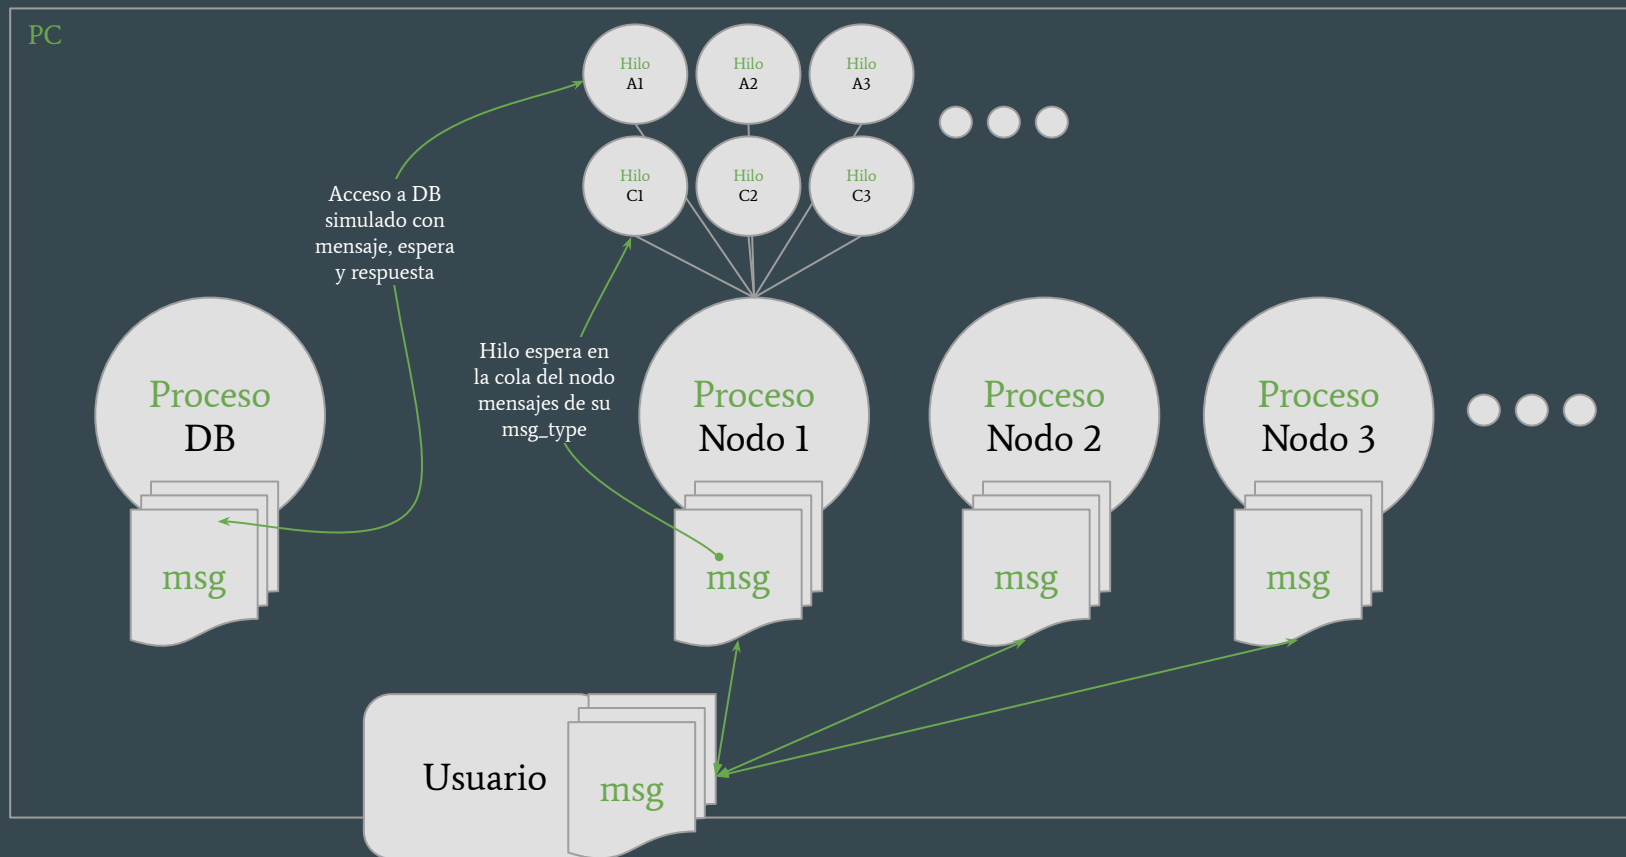 PC
Hilo
A1
Hilo
A2
Hilo
A3
Hilo
C1
Hilo
C2
Hilo
C3
Acceso a DB
simulado con
mensaje, espera
y respuesta
Hilo espera en
la cola del nodo
mensajes de su
msg_type
Proceso
DB
msg
Proceso
Nodo 1
msg
Proceso
Nodo 2
msg
Proceso
Nodo 3
msg
Usuario
msg